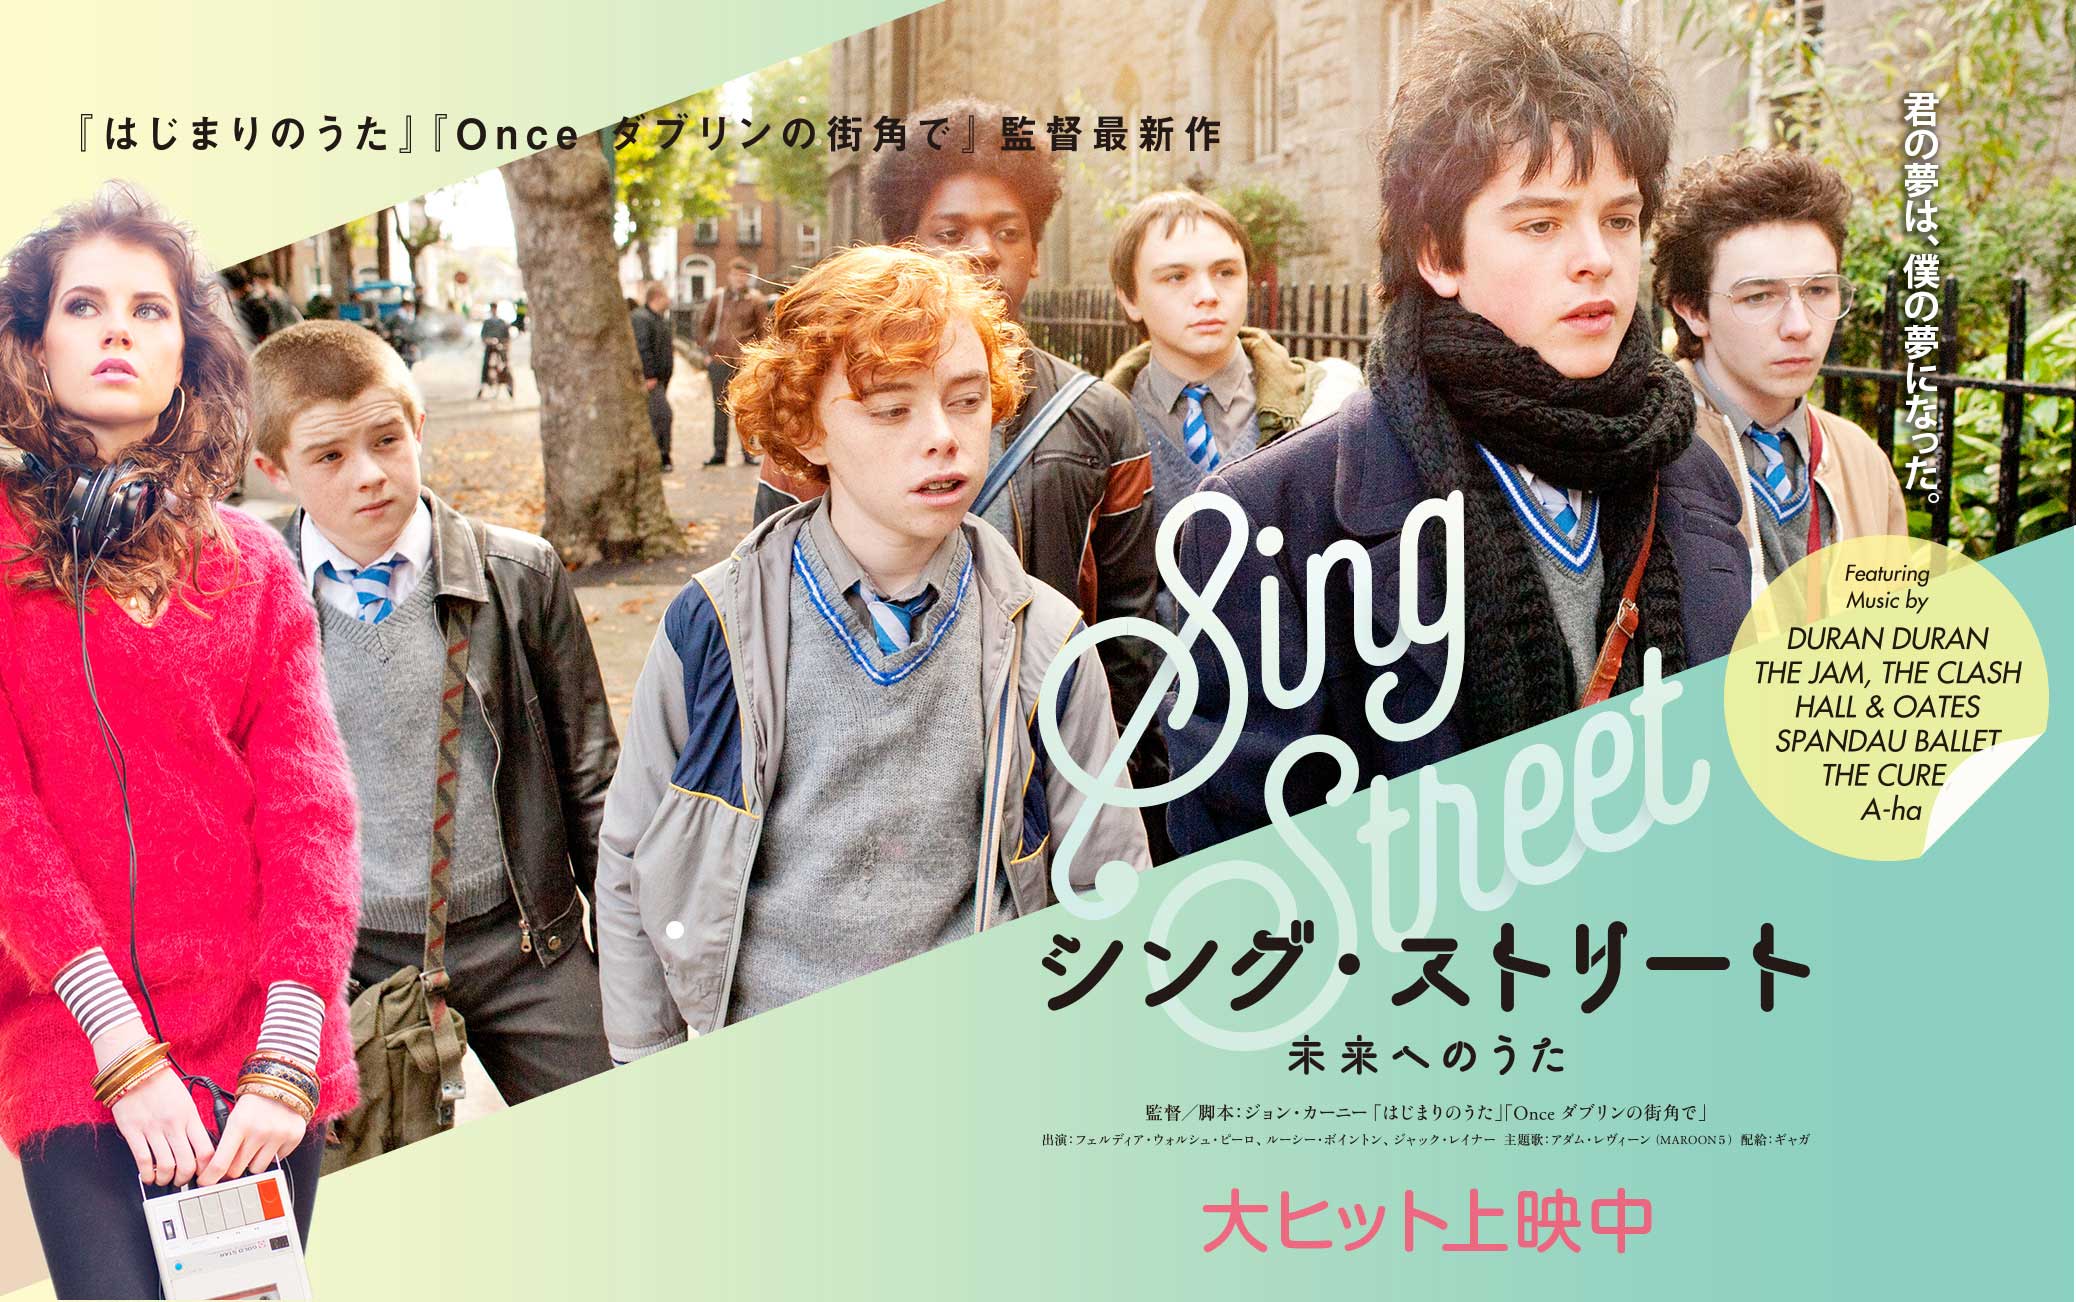 『はじまりのうた』『Once ダブリンの街角で』監督最新作
君の夢は、僕の夢になった。
Sing
Street
Featuring
Music by
DURAN DURAN
THE JAM, THE CLASH
HALL & OATES
SPANDAU BALLET
THE CURE
A-ha
シング・ストリート
未来へのうた
監督／脚本：ジョン・カーニー「はじまりのうた」「Once ダブリンの街角で」
出演：フェルディア・ウォルシュ・ピーロ、ルーシー・ボイントン、ジャック・レイナー 主題歌：アダム・レヴィーン（MAROON５）配給：ギャガ
大ヒット上映中
GOLD STAR